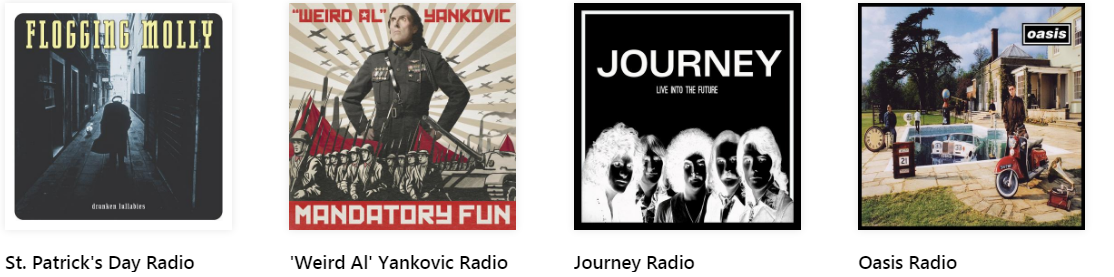 FLOGGING MOLLY
drunken lullabies
"WEIRD AL" YANKOVIC
MANDATORY FUN
JOURNEY
LIVE INTO THE FUTURE
oasis
21
St. Patrick's Day Radio
'Weird Al' Yankovic Radio
Journey Radio
Oasis Radio